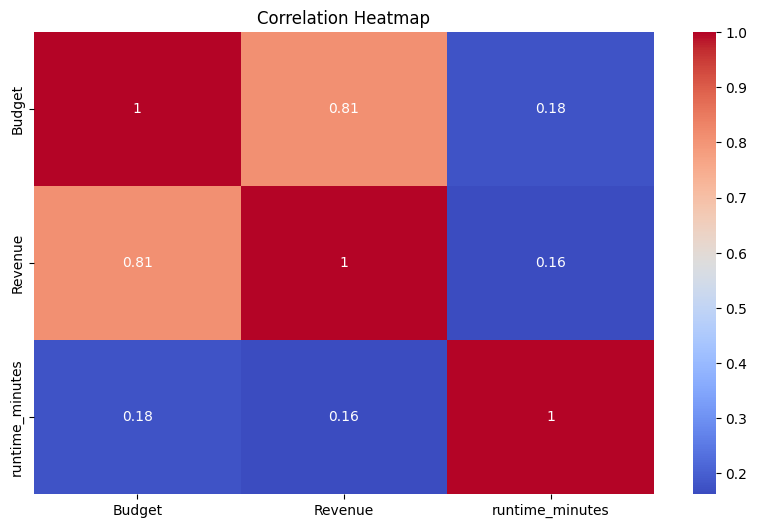 Correlation Heatmap
Budget
1
0.81
0.18
Revenue
0.81
1
0.16
runtime_minutes
0.18
0.16
1
Budget
Revenue
runtime_minutes
1.0
0.9
0.8
0.7
0.6
0.5
0.4
0.3
0.2